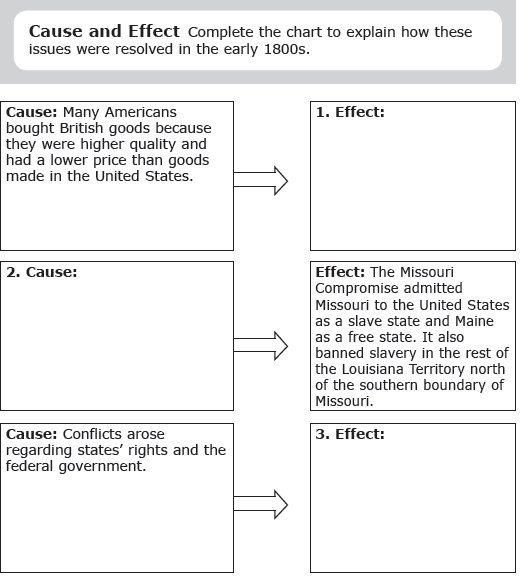 Cause and Effect Complete the chart to explain how these
issues were resolved in the early 1800s.
Cause: Many Americans
bought British goods because
they were higher quality and
had a lower price than goods
made in the United States.
1. Effect:
2. Cause:
Effect: The Missouri
Compromise admitted
Missouri to the United States
as a slave state and Maine
as a free state. It also
banned slavery in the rest of
the Louisiana Territory north
of the southern boundary of
Missouri.
Cause: Conflicts arose
regarding states’ rights and the
federal government.
3. Effect: